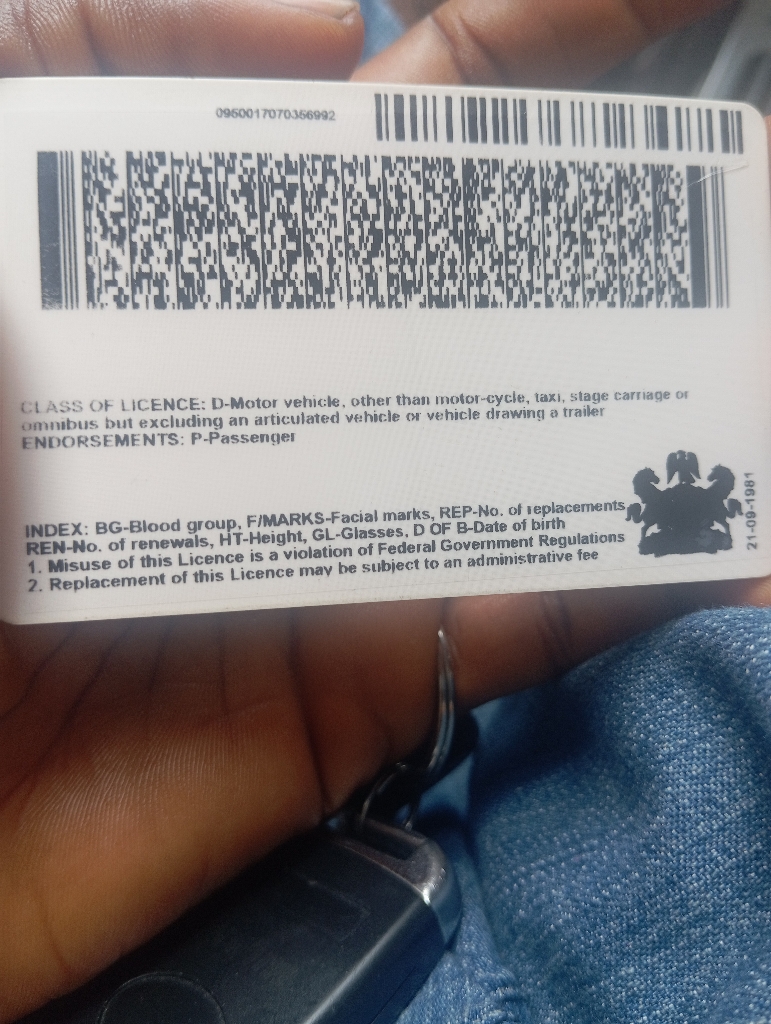 0950017070356992
CLASS OF LICENCE: D-Motor vehicle, other than motor-cycle, taxi, stage carriage or
omnibus but excluding an articulated vehicle or vehicle drawing a trailer
ENDORSEMENTS: P-Passenger
INDEX: BG-Blood group, F/MARKS-Facial marks, REP-No. of replacements
REN-No. of renewals, HT-Height, GL-Glasses, D OF B-Date of birth
1. Misuse of this Licence is a violation of Federal Government Regulations
2. Replacement of this Licence may be subject to an administrative fee
21-09-1981